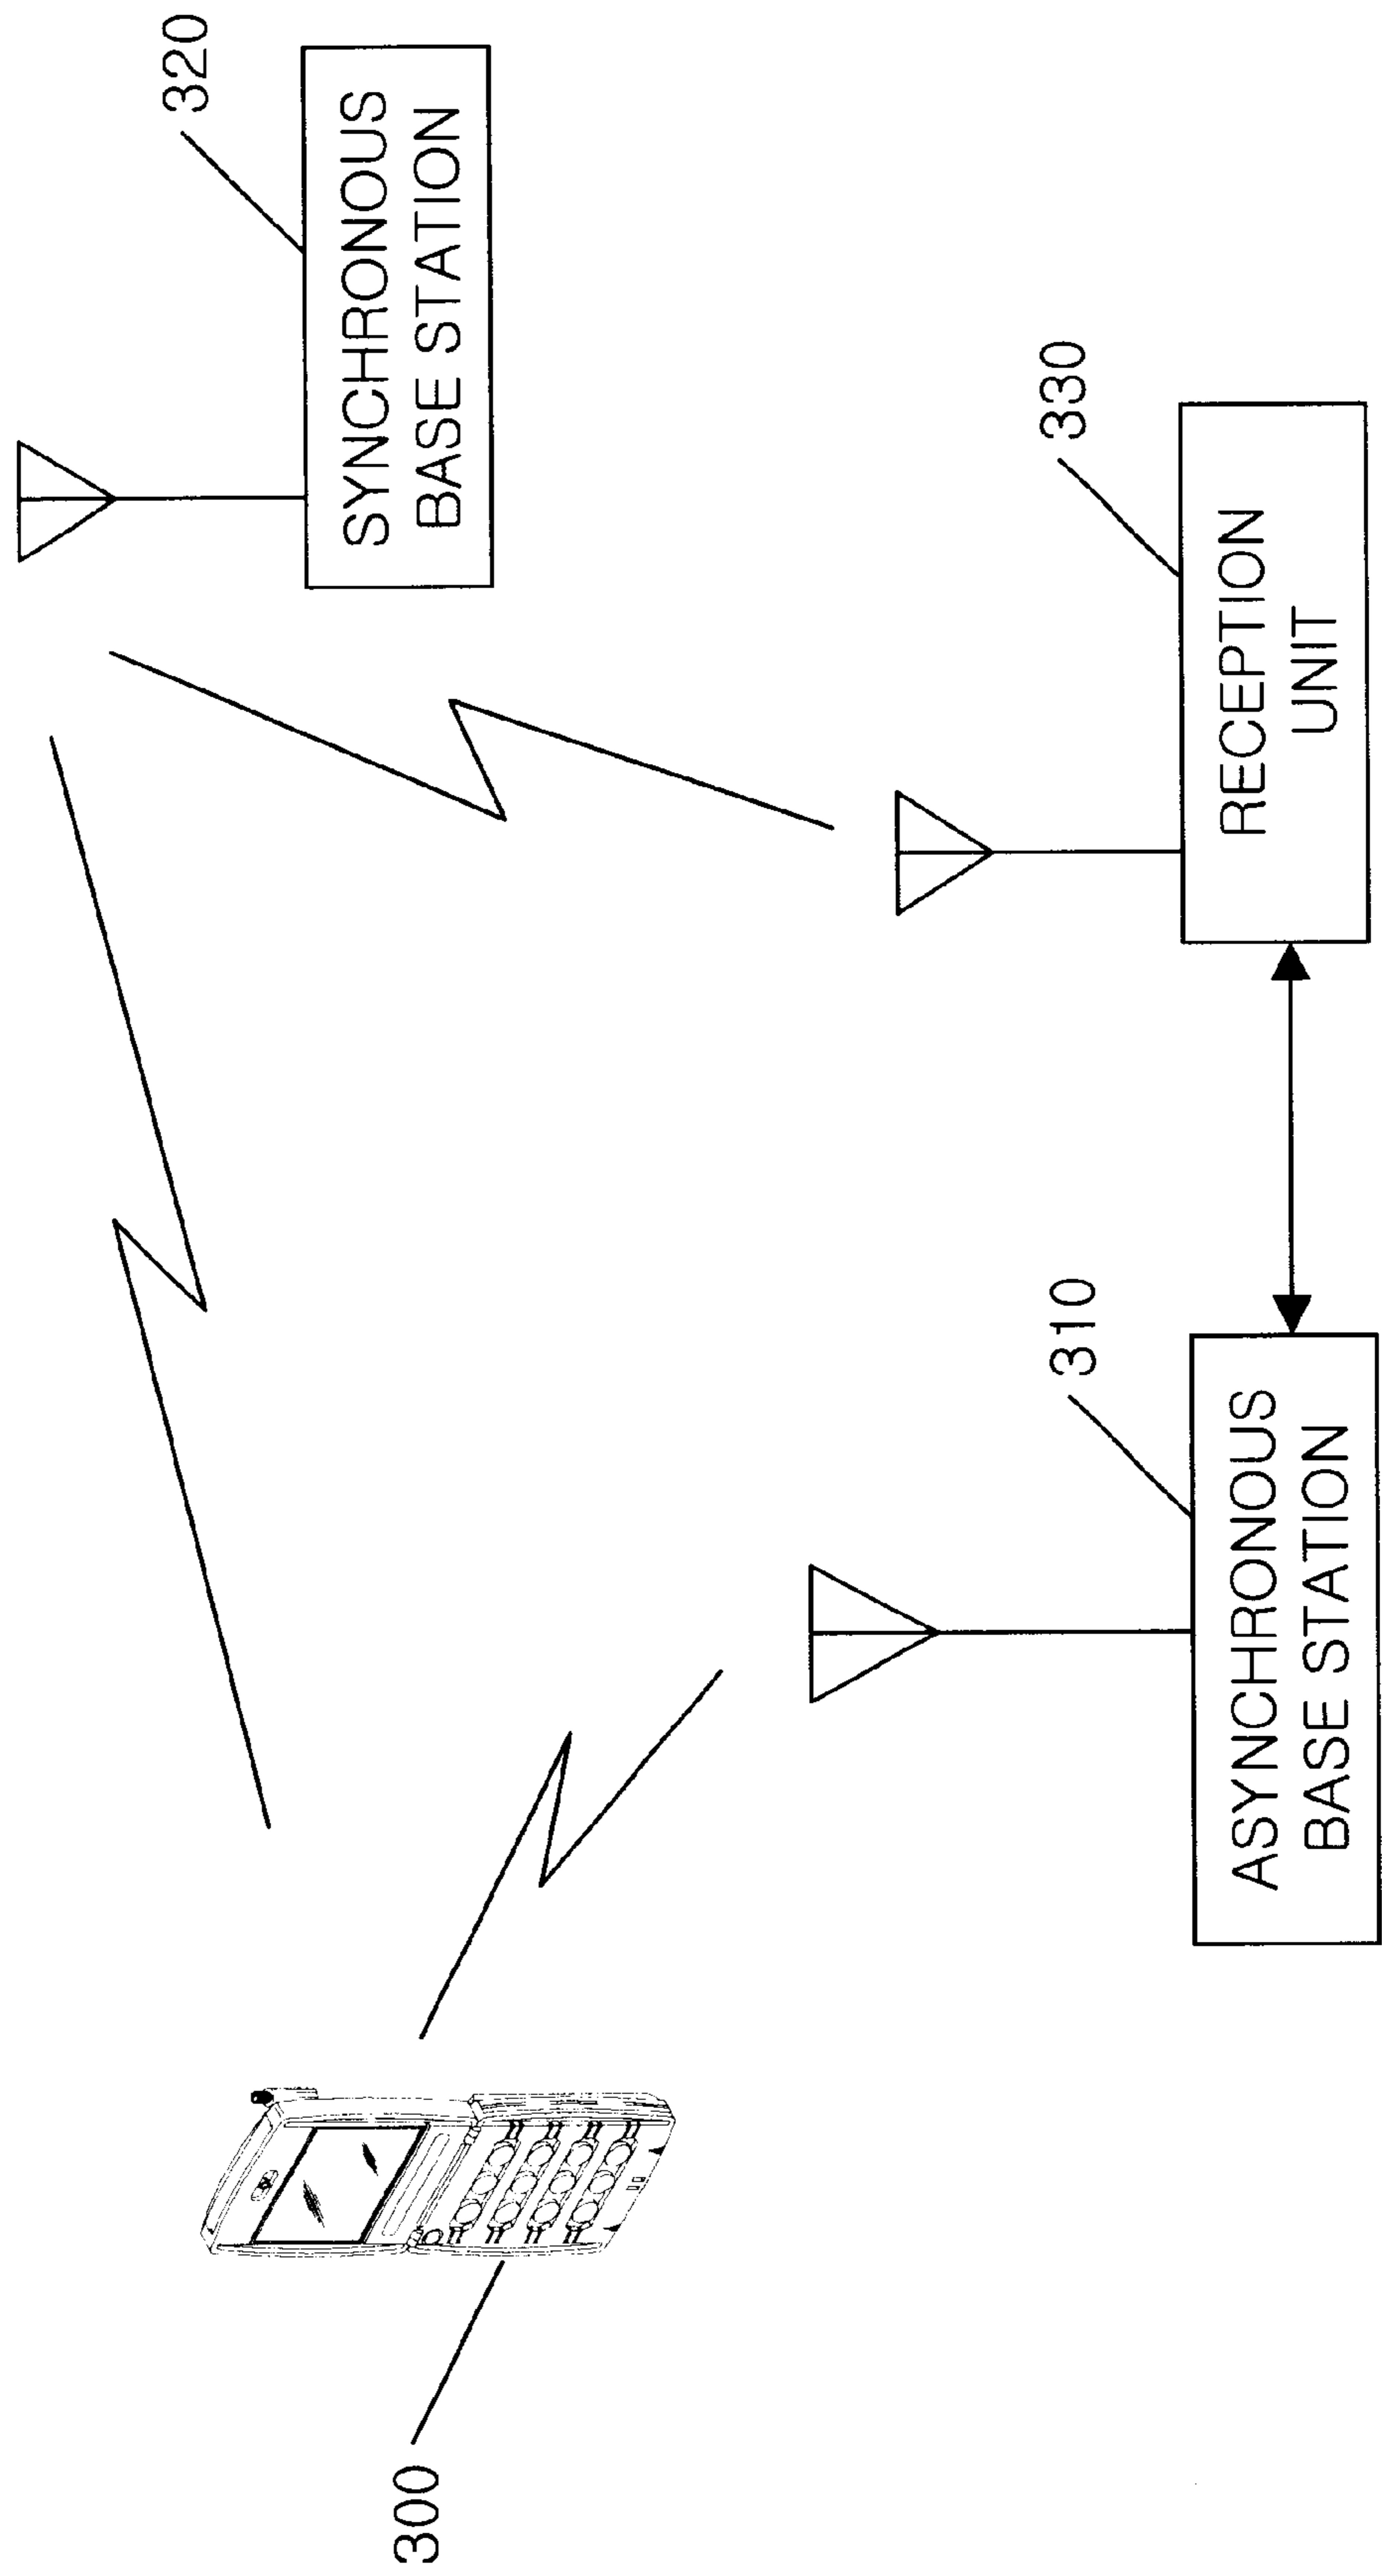 320
SYNCHRONOUS
BASE STATION
330
RECEPTION
UNIT
310
ASYNCHRONOUS
BASE STATION
300